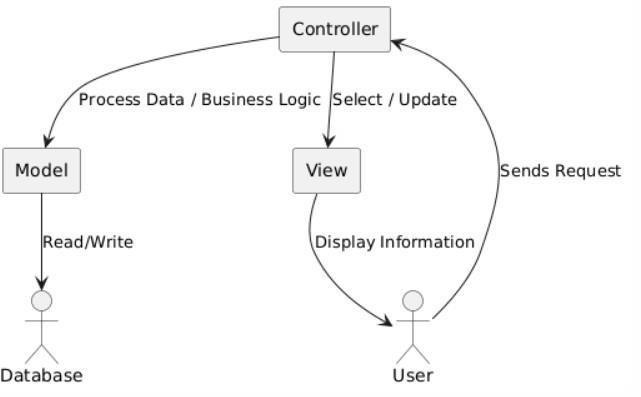 Controller
Process Data / Business Logic
Select / Update
Model
View
Sends Request
Read/Write
Display Information
Database
User